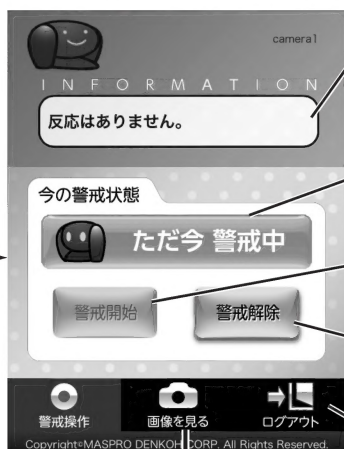 camera1
INFORMATION
反応はありません。
今の警戒状態
ただ今 警戒中
警戒開始
警戒解除
警戒操作
画像を見る
ログアウト
Copyright©MASPRO DENKOH CORP. All Rights Reserved.